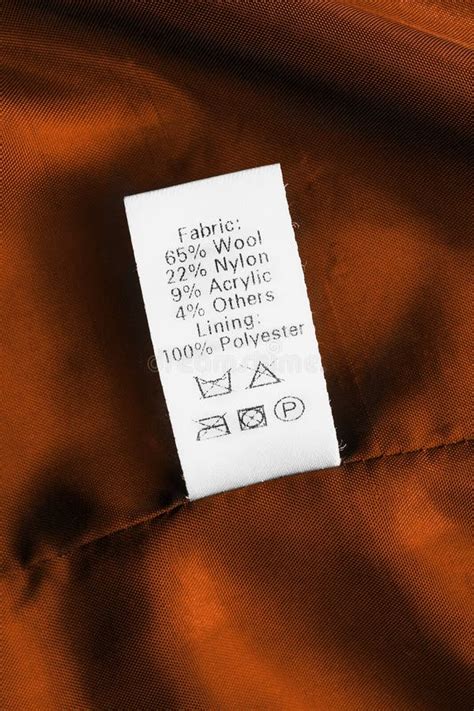 Fabric:
65% Wool
22% Nylon
9% Acrylic
4% Others
Lining:
100% Polyester
P